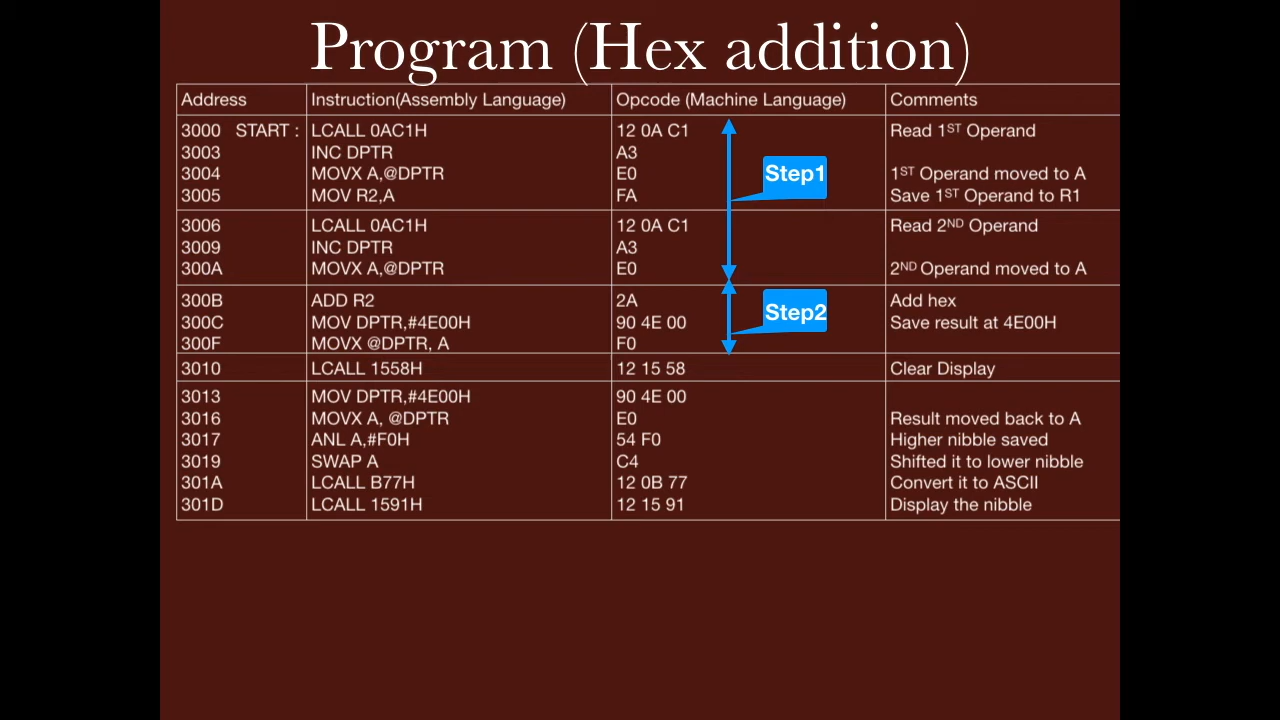 Program (Hex addition)
Address Instruction(Assembly Language) Opcode (Machine Language) Comments
3000 START : LCALL 0AC1H 12 0A C1 Read 1ST Operand
3003 INC DPTR A3
3004 MOVX A,@DPTR E0 1ST Operand moved to A
3005 MOV R2,A FA Save 1ST Operand to R1
Step1
3006 LCALL 0AC1H 12 0A C1 Read 2ND Operand
3009 INC DPTR A3
300A MOVX A,@DPTR E0 2ND Operand moved to A
300B ADD R2 2A Add hex
300C MOV DPTR,#4E00H 90 4E 00 Save result at 4E00H
300F MOVX @DPTR, A F0
Step2
3010 LCALL 1558H 12 15 58 Clear Display
3013 MOV DPTR,#4E00H 90 4E 00
3016 MOVX A, @DPTR E0 Result moved back to A
3017 ANL A,#F0H 54 F0 Higher nibble saved
3019 SWAP A C4 Shifted it to lower nibble
301A LCALL B77H 12 0B 77 Convert it to ASCII
301D LCALL 1591H 12 15 91 Display the nibble